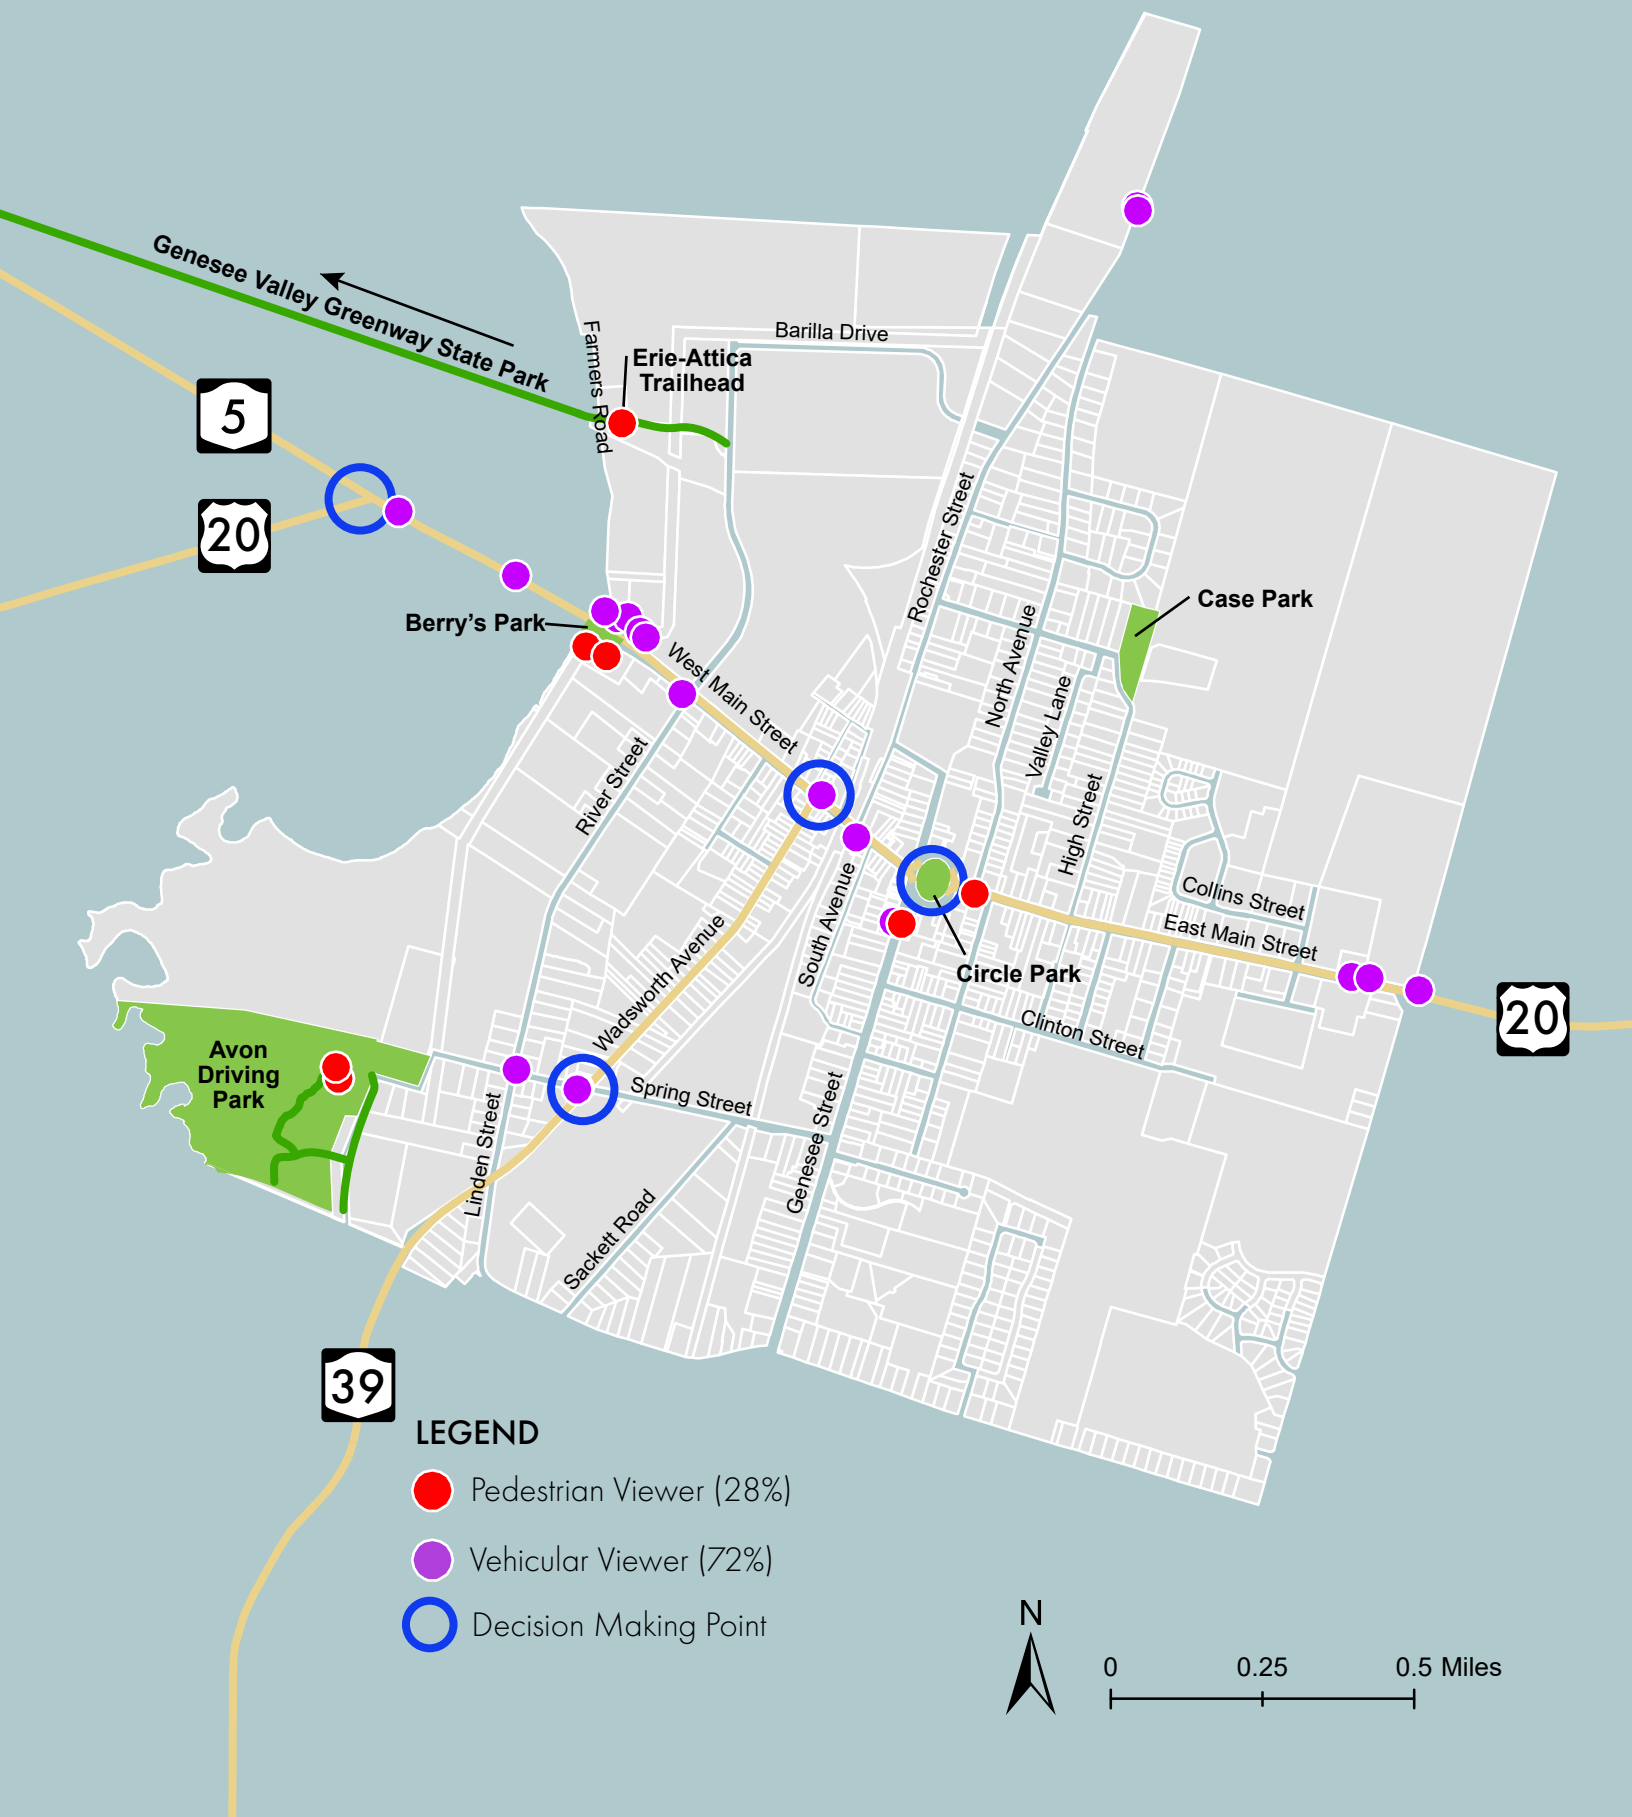 Genesee Valley Greenway State Park
Farmers Road
Barilla Drive
Erie-Attica
Trailhead
5
20
Rochester Street
Case Park
Berry's Park
West Main Street
North Avenue
Valley Lane
River Street
High Street
Collins Street
East Main Street
South Avenue
Wadsworth Avenue
Circle Park
20
Clinton Street
Avon
Driving
Park
Spring Street
Linden Street
Genesee Street
Sackett Road
39
LEGEND
Pedestrian Viewer (28%)
Vehicular Viewer (72%)
Decision Making Point
N
0 0.25 0.5 Miles